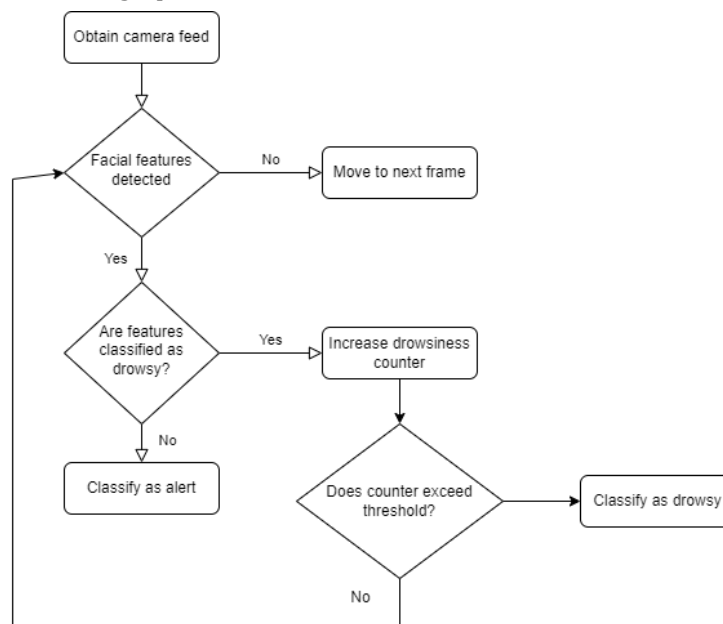 Obtain camera feed
Facial features
detected
No
Move to next frame
Yes
Are features
classified as
drowsy?
Yes
Increase drowsiness
counter
No
Classify as alert
Does counter exceed
threshold?
Classify as drowsy
No